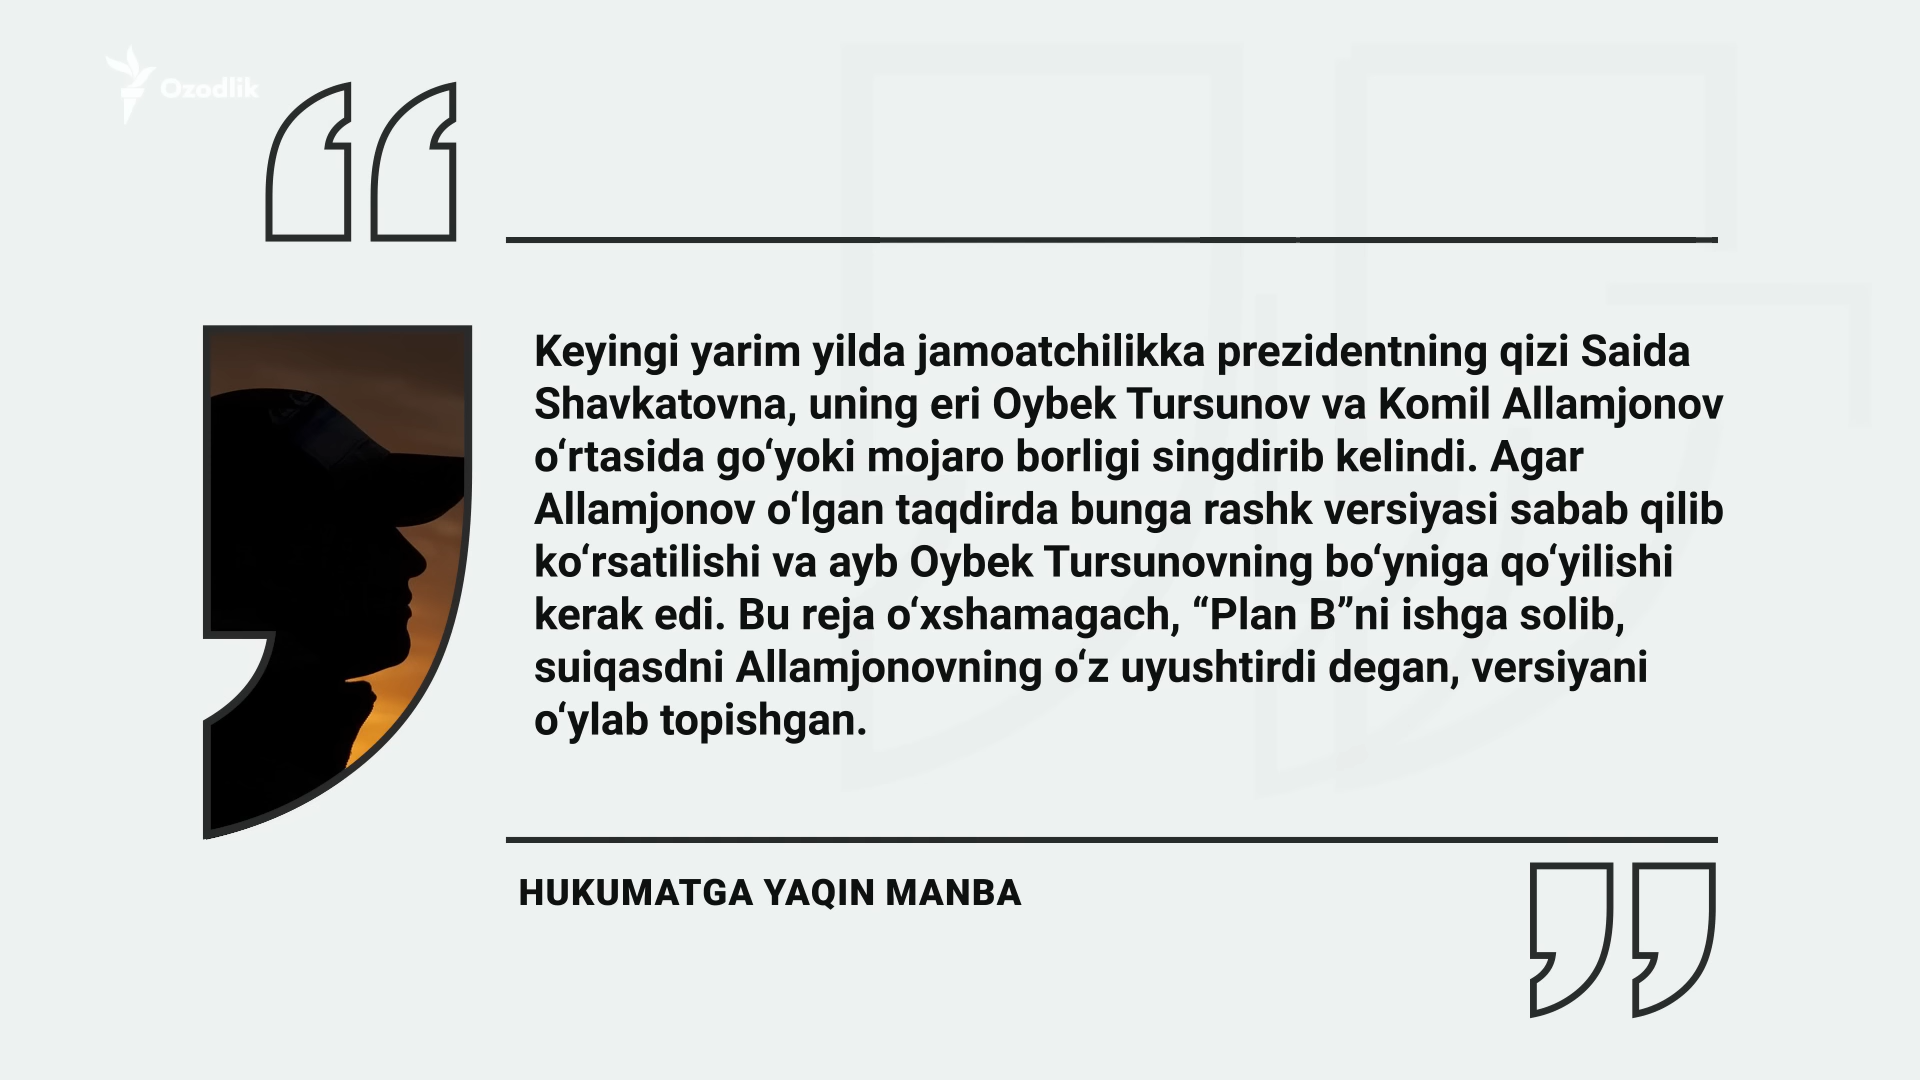 Ozodlik
Keyingi yarim yilda jamoatchilikka prezidentning qizi Saida
Shavkatovna, uning eri Oybek Tursunov va Komil Allamjonov
o‘rtasida go‘yoki mojaro borligi singdirib kelindi. Agar
Allamjonov o‘lgan taqdirda bunga rashk versiyasi sabab qilib
ko‘rsatilishi va ayb Oybek Tursunovning bo‘yniga qo‘yilishi
kerak edi. Bu reja o‘xshamagach, “Plan B”ni ishga solib,
suiqasdni Allamjonovning o‘z uyushtirdi degan, versiyani
o‘ylab topishgan.
HUKUMATGA YAQIN MANBA